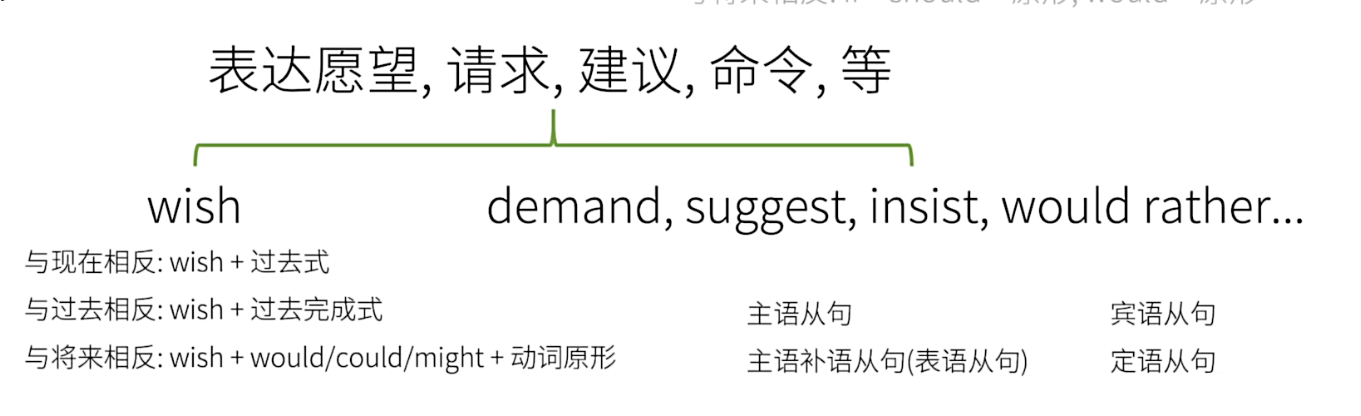 表达愿望, 请求, 建议, 命令, 等
wish
demand, suggest, insist, would rather...
与现在相反: wish + 过去式
与过去相反: wish + 过去完成式
与将来相反: wish + would/could/might + 动词原形
主语从句
宾语从句
主语补语从句(表语从句)
定语从句